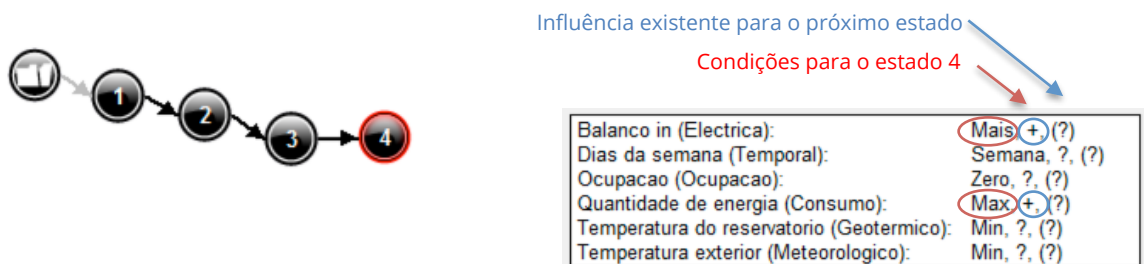 Influência existente para o próximo estado
Condições para o estado 4
1
2
3
4
Balanco in (Electrica): Mais, +, (?)
Dias da semana (Temporal): Semana, ?, (?)
Ocupacao (Ocupacao): Zero, ?, (?)
Quantidade de energia (Consumo): Max, +, (?)
Temperatura do reservatorio (Geotermico): Min, ?, (?)
Temperatura exterior (Meteorologico): Min, ?, (?)